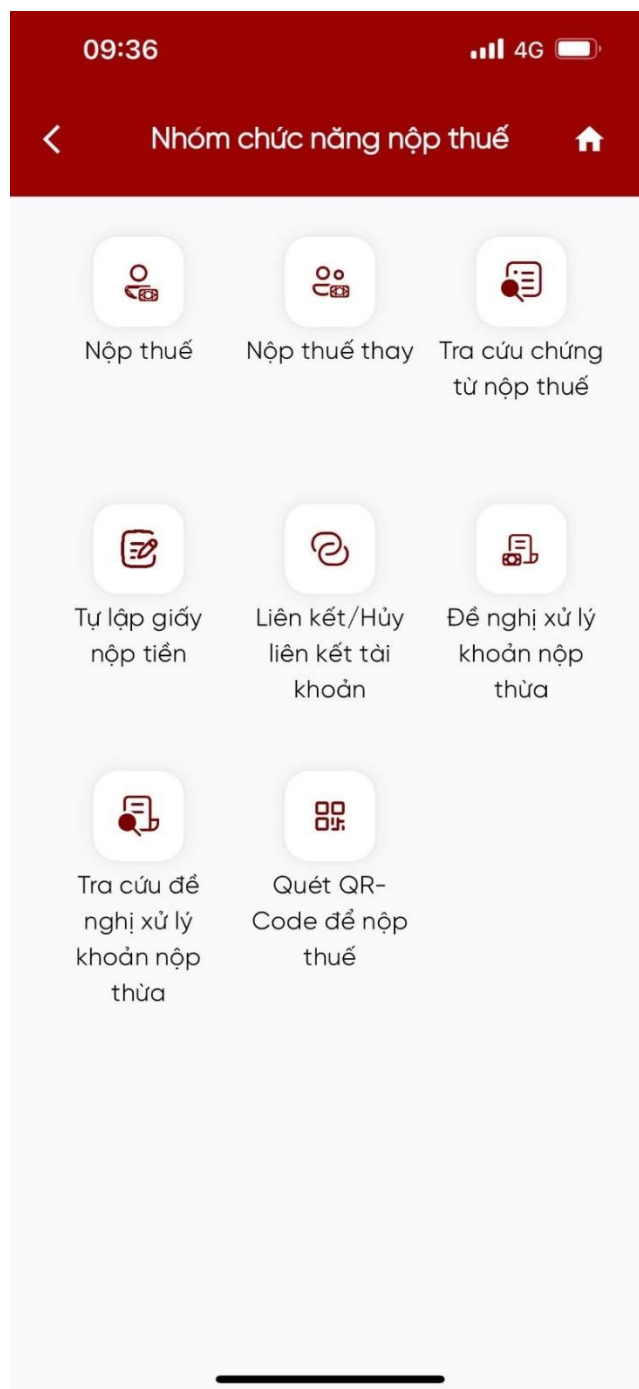 09:36
4G
Nhóm chức năng nộp thuế
Nộp thuế
Nộp thuế thay
Tra cứu chứng
từ nộp thuế
Tự lập giấy
nộp tiền
Liên kết/Hủy
liên kết tài
khoản
Đề nghị xử lý
khoản nộp
thừa
Tra cứu đề
nghị xử lý
khoản nộp
thừa
Quét QR-
Code để nộp
thuế